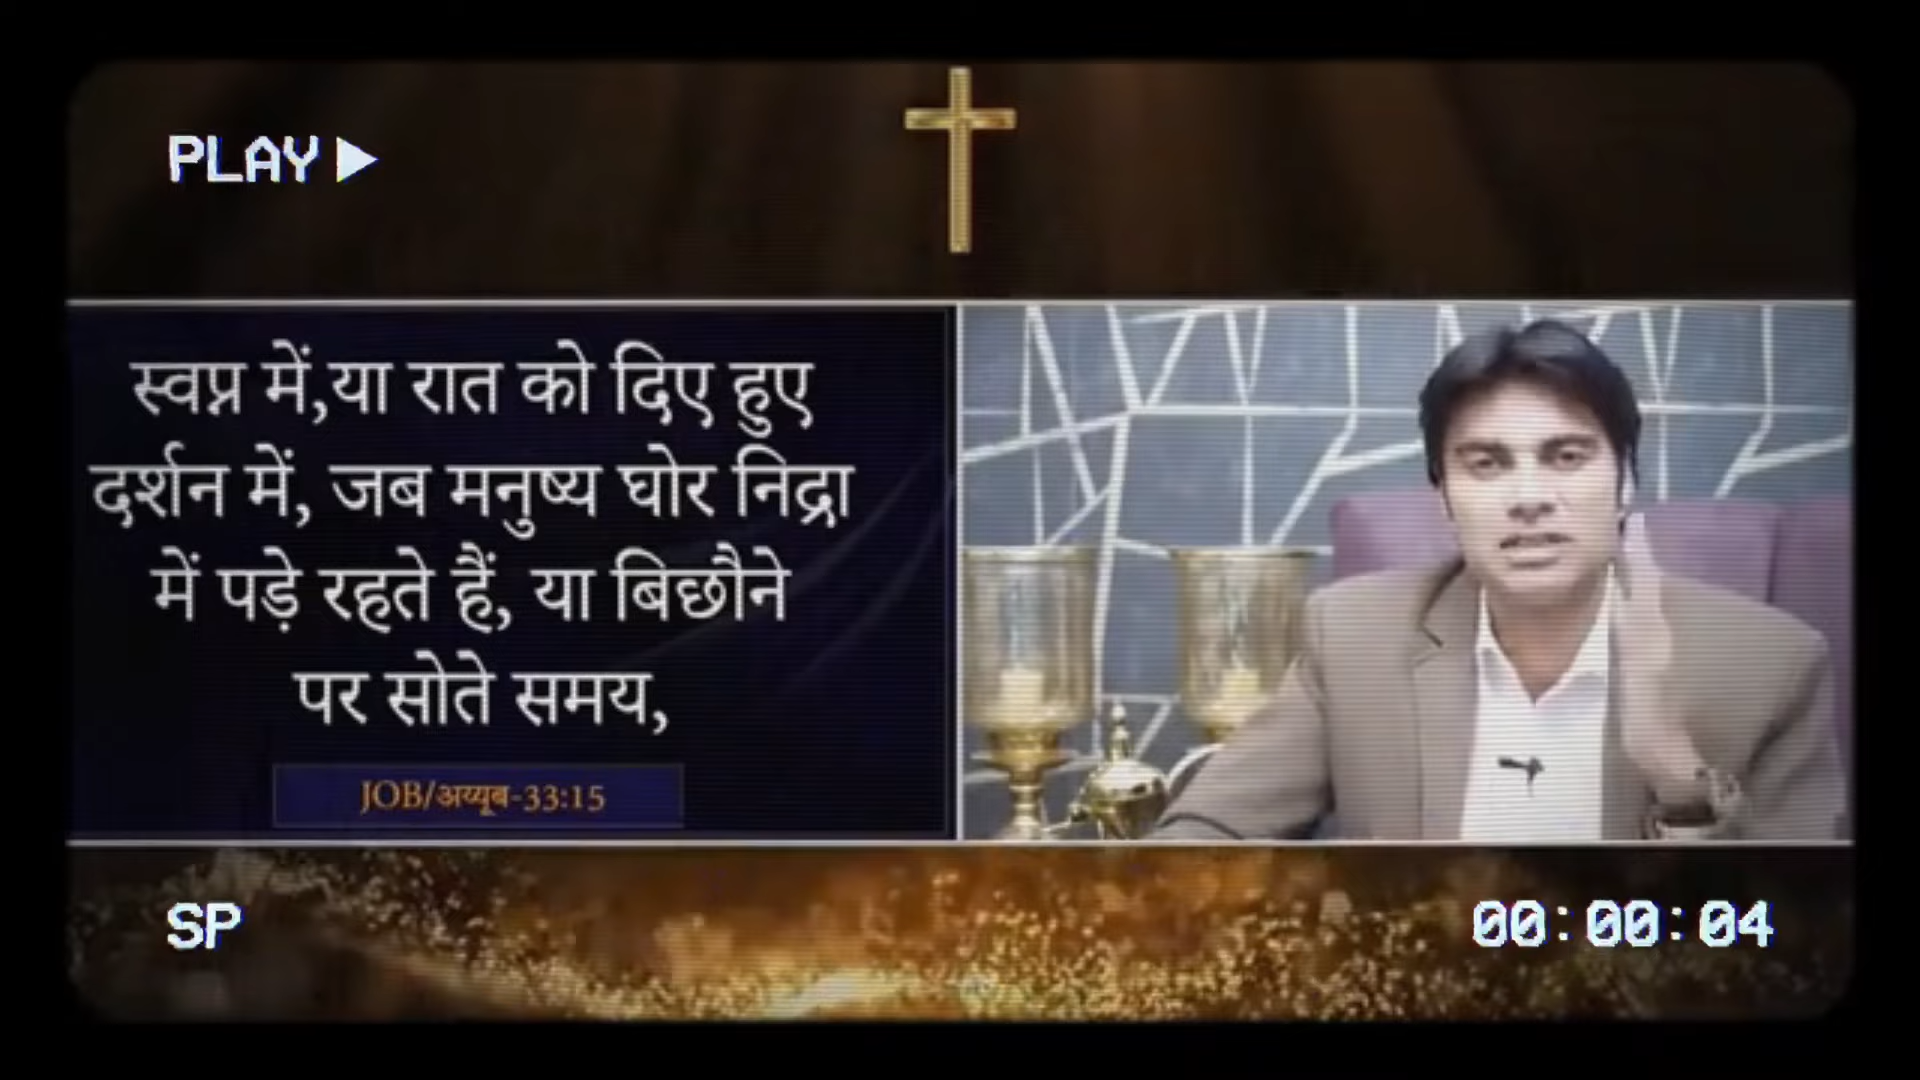 PLAY
स्वप्न में,या रात को दिए हुए
दर्शन में, जब मनुष्य घोर निद्रा
में पड़े रहते हैं, या बिछौने
पर सोते समय,
JOB/अय्यूब-33:15
SP
00:00:04